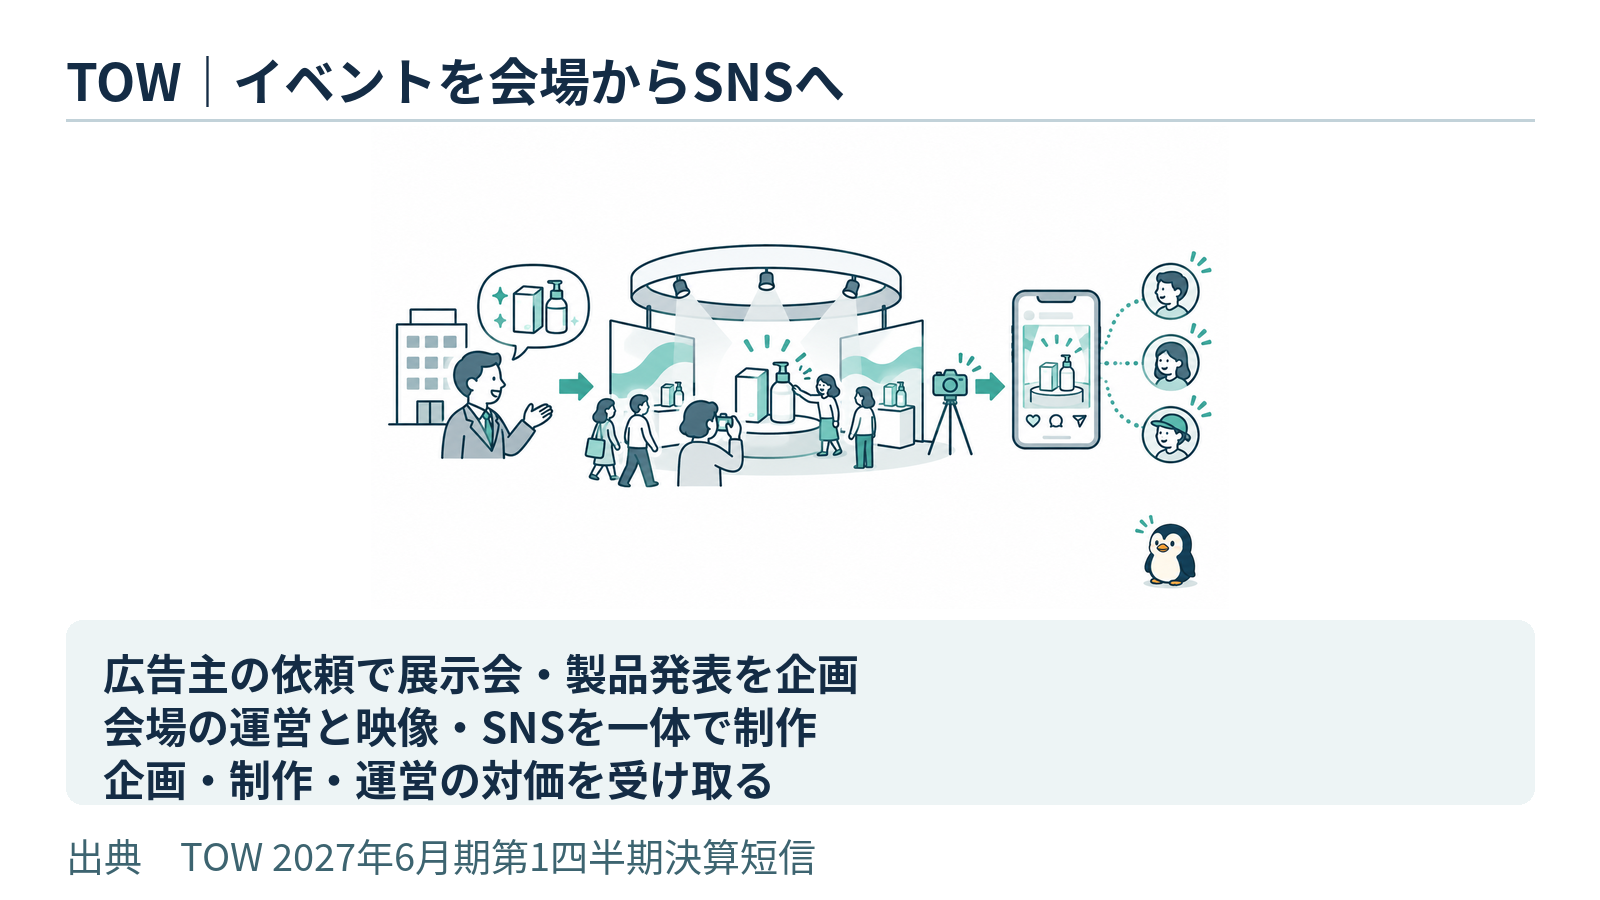 TOW｜イベントを会場からSNSへ
広告主の依頼で展示会・製品発表を企画
会場の運営と映像・SNSを一体で制作
企画・制作・運営の対価を受け取る
出典　TOW 2027年6月期第1四半期決算短信